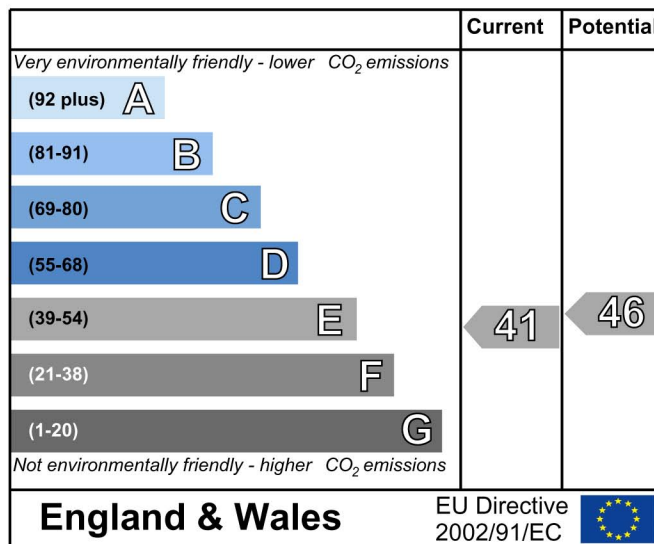 Current Potential
Very environmentally friendly - lower CO2 emissions
(92 plus) A
(81-91) B
(69-80) C
(55-68) D
(39-54) E
41
46
(21-38) F
(1-20) G
Not environmentally friendly - higher CO2 emissions
England & Wales
EU Directive
2002/91/EC